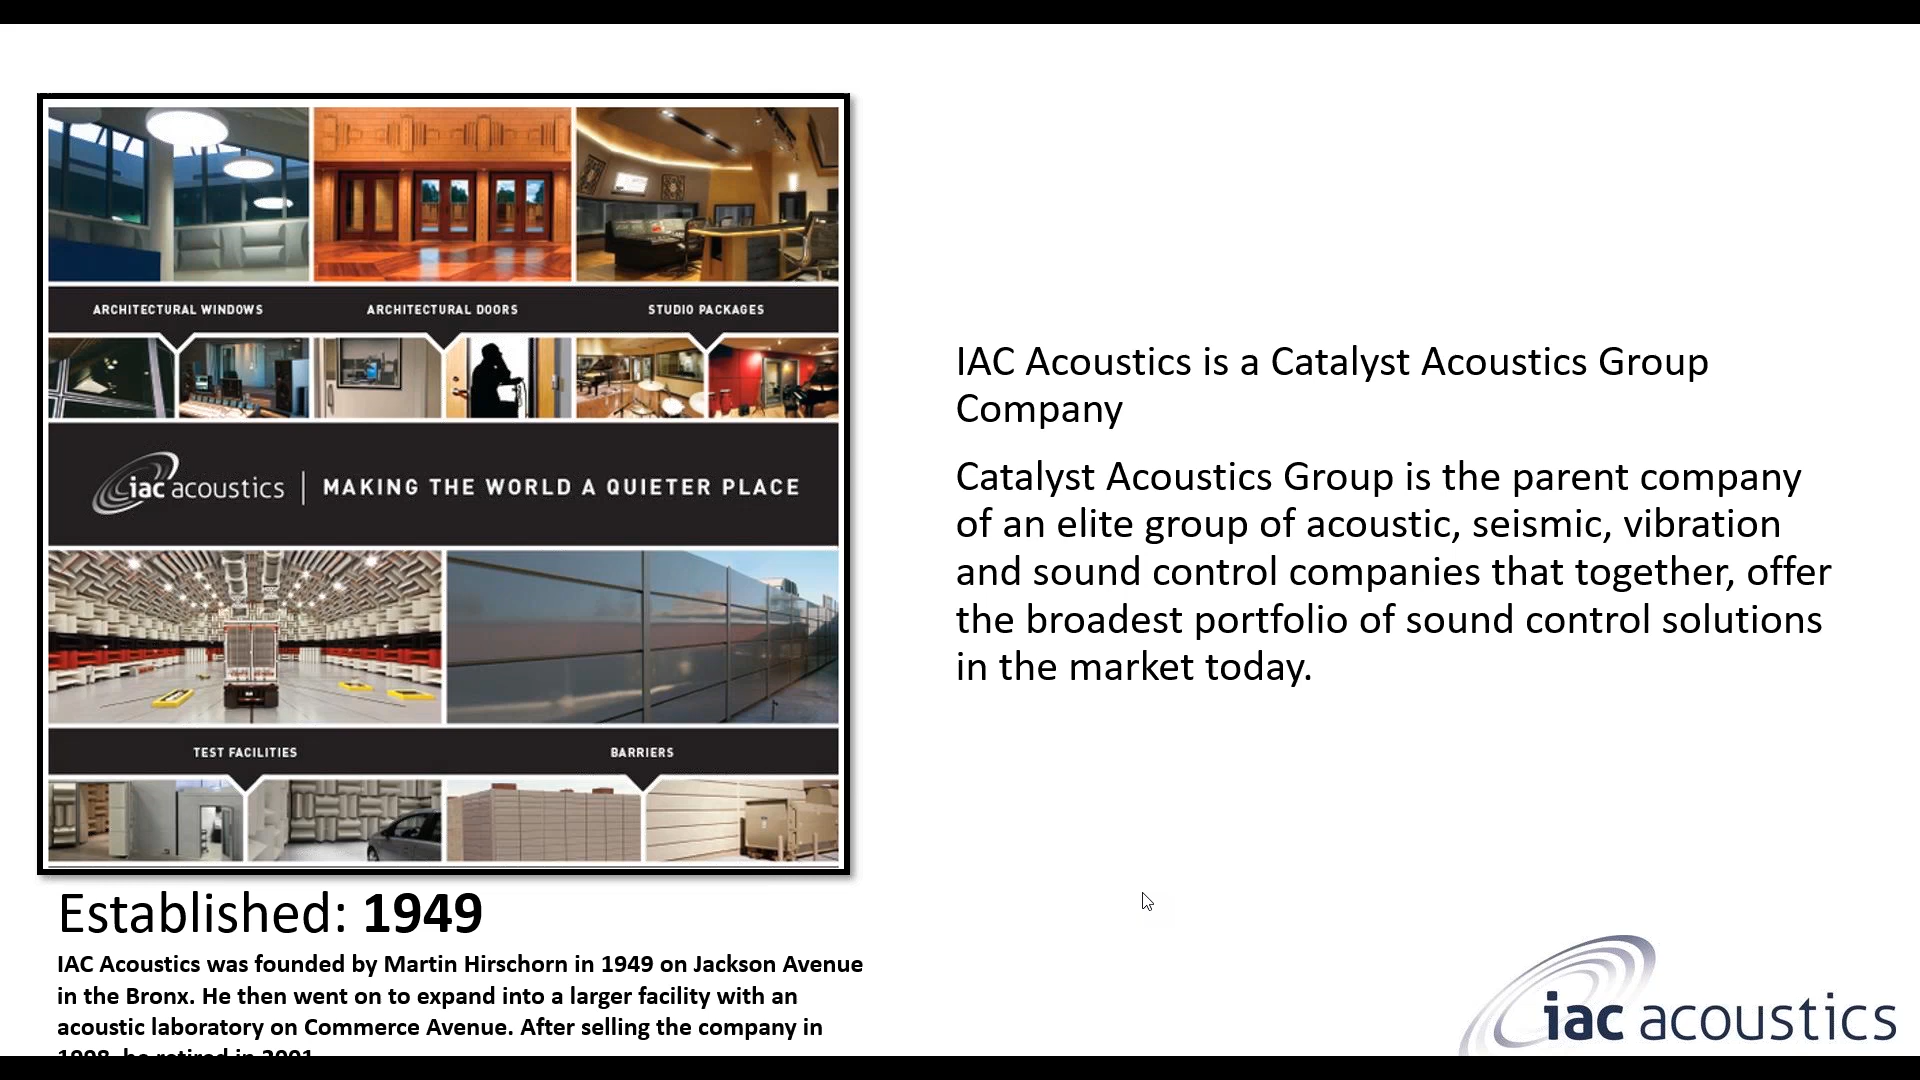 ARCHITECTURAL WINDOWS
ARCHITECTURAL DOORS
STUDIO PACKAGES
iac acoustics | MAKING THE WORLD A QUIETER PLACE
TEST FACILITIES
BARRIERS
Established: 1949
IAC Acoustics was founded by Martin Hirschorn in 1949 on Jackson Avenue
in the Bronx. He then went on to expand into a larger facility with an
acoustic laboratory on Commerce Avenue. After selling the company in
1998, he retired in 2001.
IAC Acoustics is a Catalyst Acoustics Group
Company
Catalyst Acoustics Group is the parent company
of an elite group of acoustic, seismic, vibration
and sound control companies that together, offer
the broadest portfolio of sound control solutions
in the market today.
iac acoustics